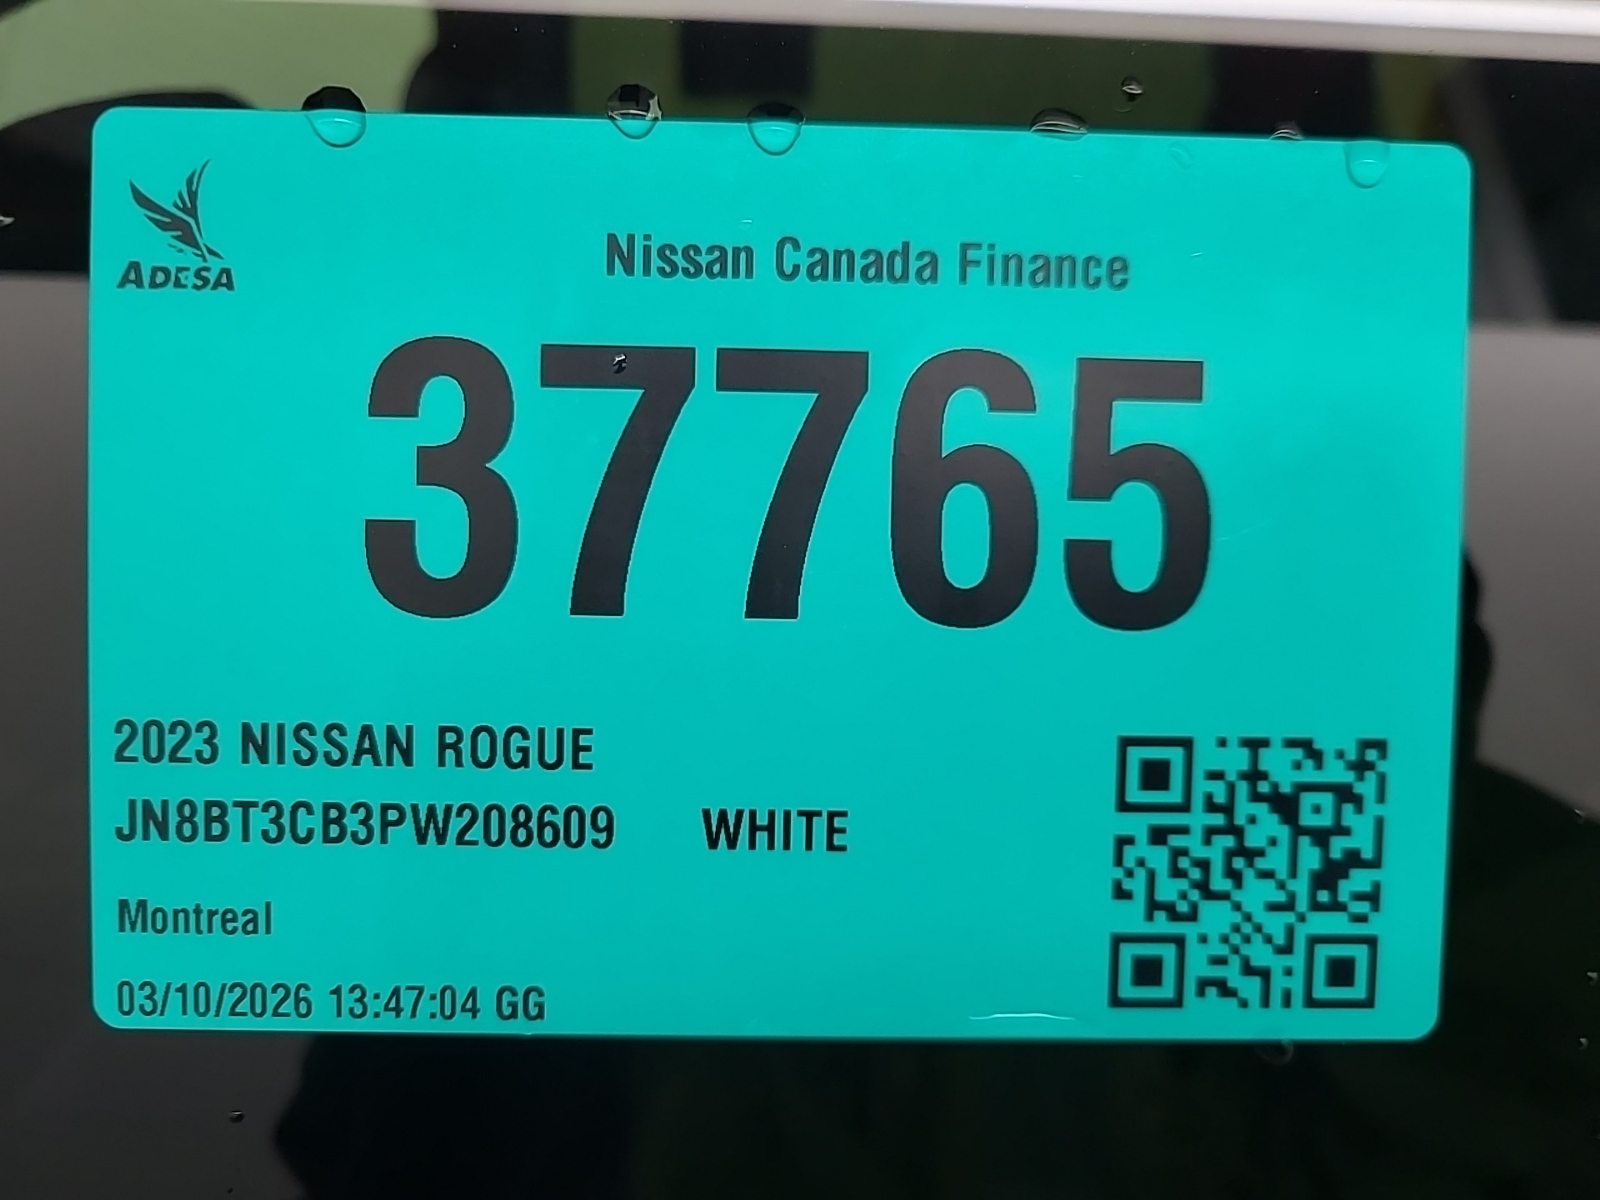 ADESA
Nissan Canada Finance
37765
2023 NISSAN ROGUE
JN8BT3CB3PW208609 WHITE
Montreal
03/10/2026 13:47:04 GG